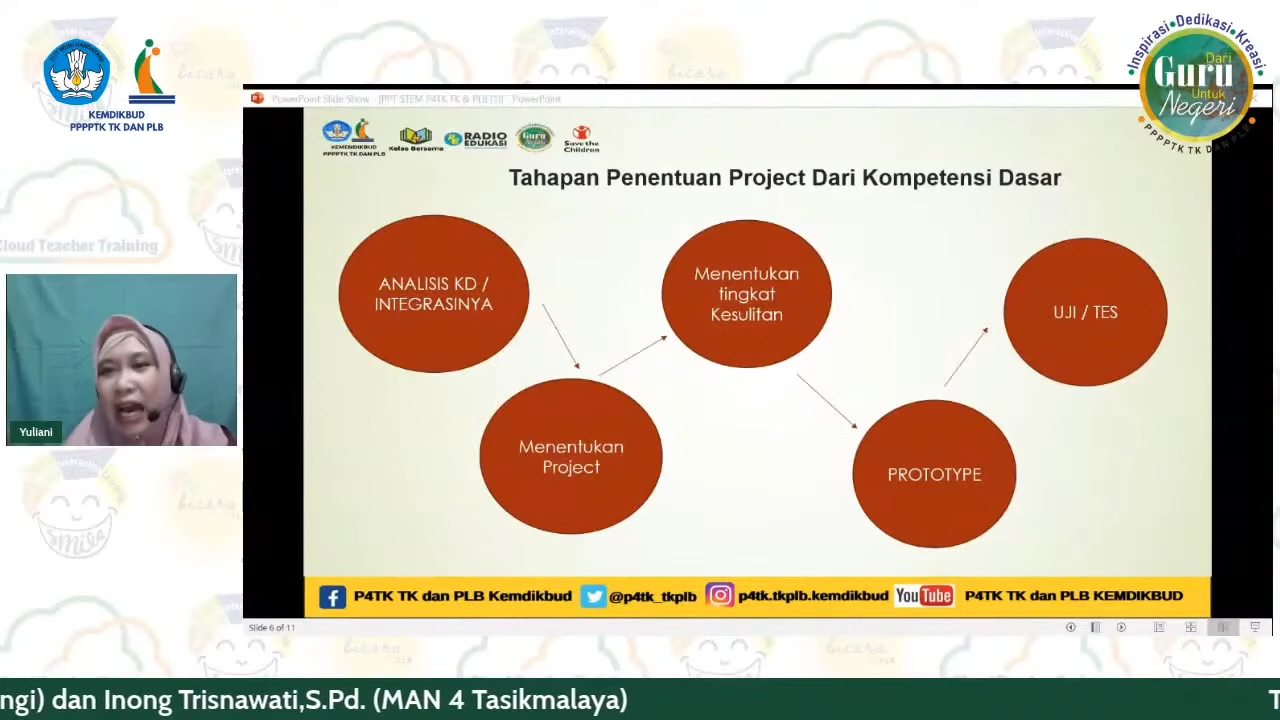 KEMDIKBUD
PPPPTK TK DAN PLB
Inspirasi • Dedikasi • Kreasi
Dari
Guru
Untuk
Negeri
PPPPTK TK DAN PLB
Cloud Teacher Training
PowerPoint Slide Show - [PPT STEM P4TK TK & PLB (1)] - PowerPoint
KEMENDIKBUD
PPPPTK TK DAN PLB
Kelas Bersama
RADIO
EDUKASI
Guru
Save the
Children
Tahapan Penentuan Project Dari Kompetensi Dasar
ANALISIS KD /
INTEGRASINYA
Menentukan
Project
Menentukan
tingkat
Kesulitan
PROTOTYPE
UJI / TES
Yuliani
P4TK TK dan PLB Kemdikbud
@p4tk_tkplb
p4tk.tkplb.kemdikbud
YouTube
P4TK TK dan PLB KEMDIKBUD
Slide 6 of 11
smile
bicara
ngi) dan Inong Trisnawati,S.Pd. (MAN 4 Tasikmalaya)
T